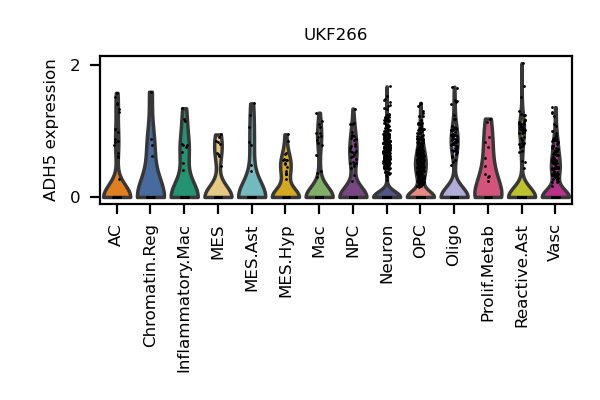 UKF266
ADH5 expression
2
0
AC
Chromatin.Reg
Inflammatory.Mac
MES
MES.Ast
MES.Hyp
Mac
NPC
Neuron
OPC
Oligo
Prolif.Metab
Reactive.Ast
Vasc